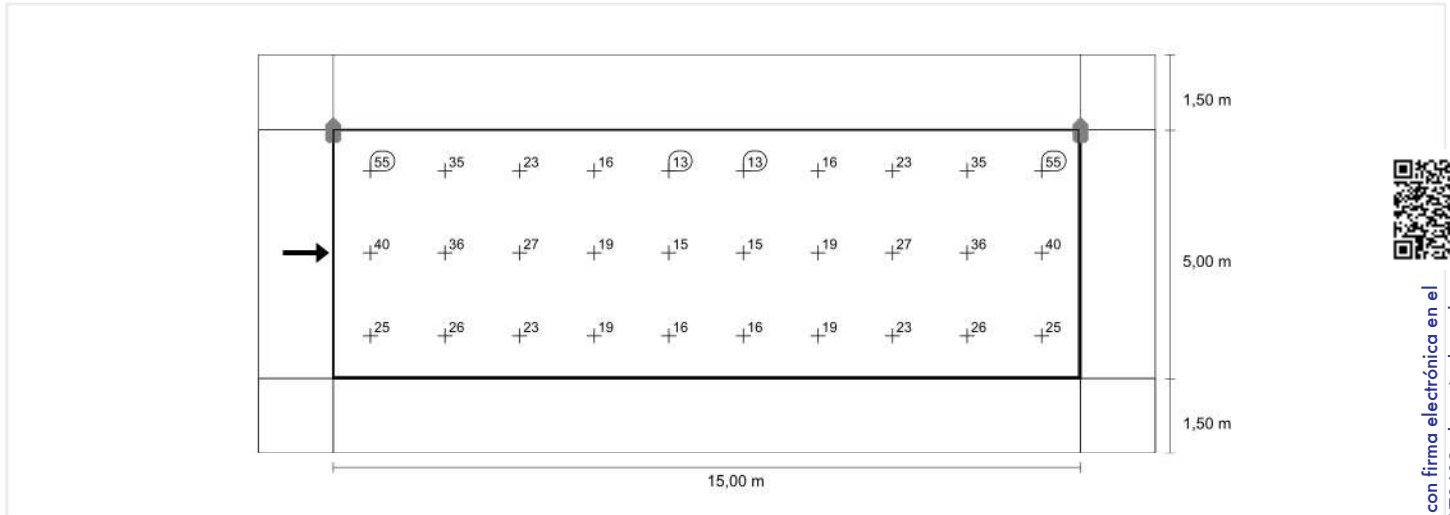 1,50 m
55 35 23 16 13 13 16 23 35 55
40 36 27 19 15 15 19 27 36 40
5,00 m
25 26 23 19 16 16 19 23 26 25
1,50 m
15,00 m
con firma electrónica en el